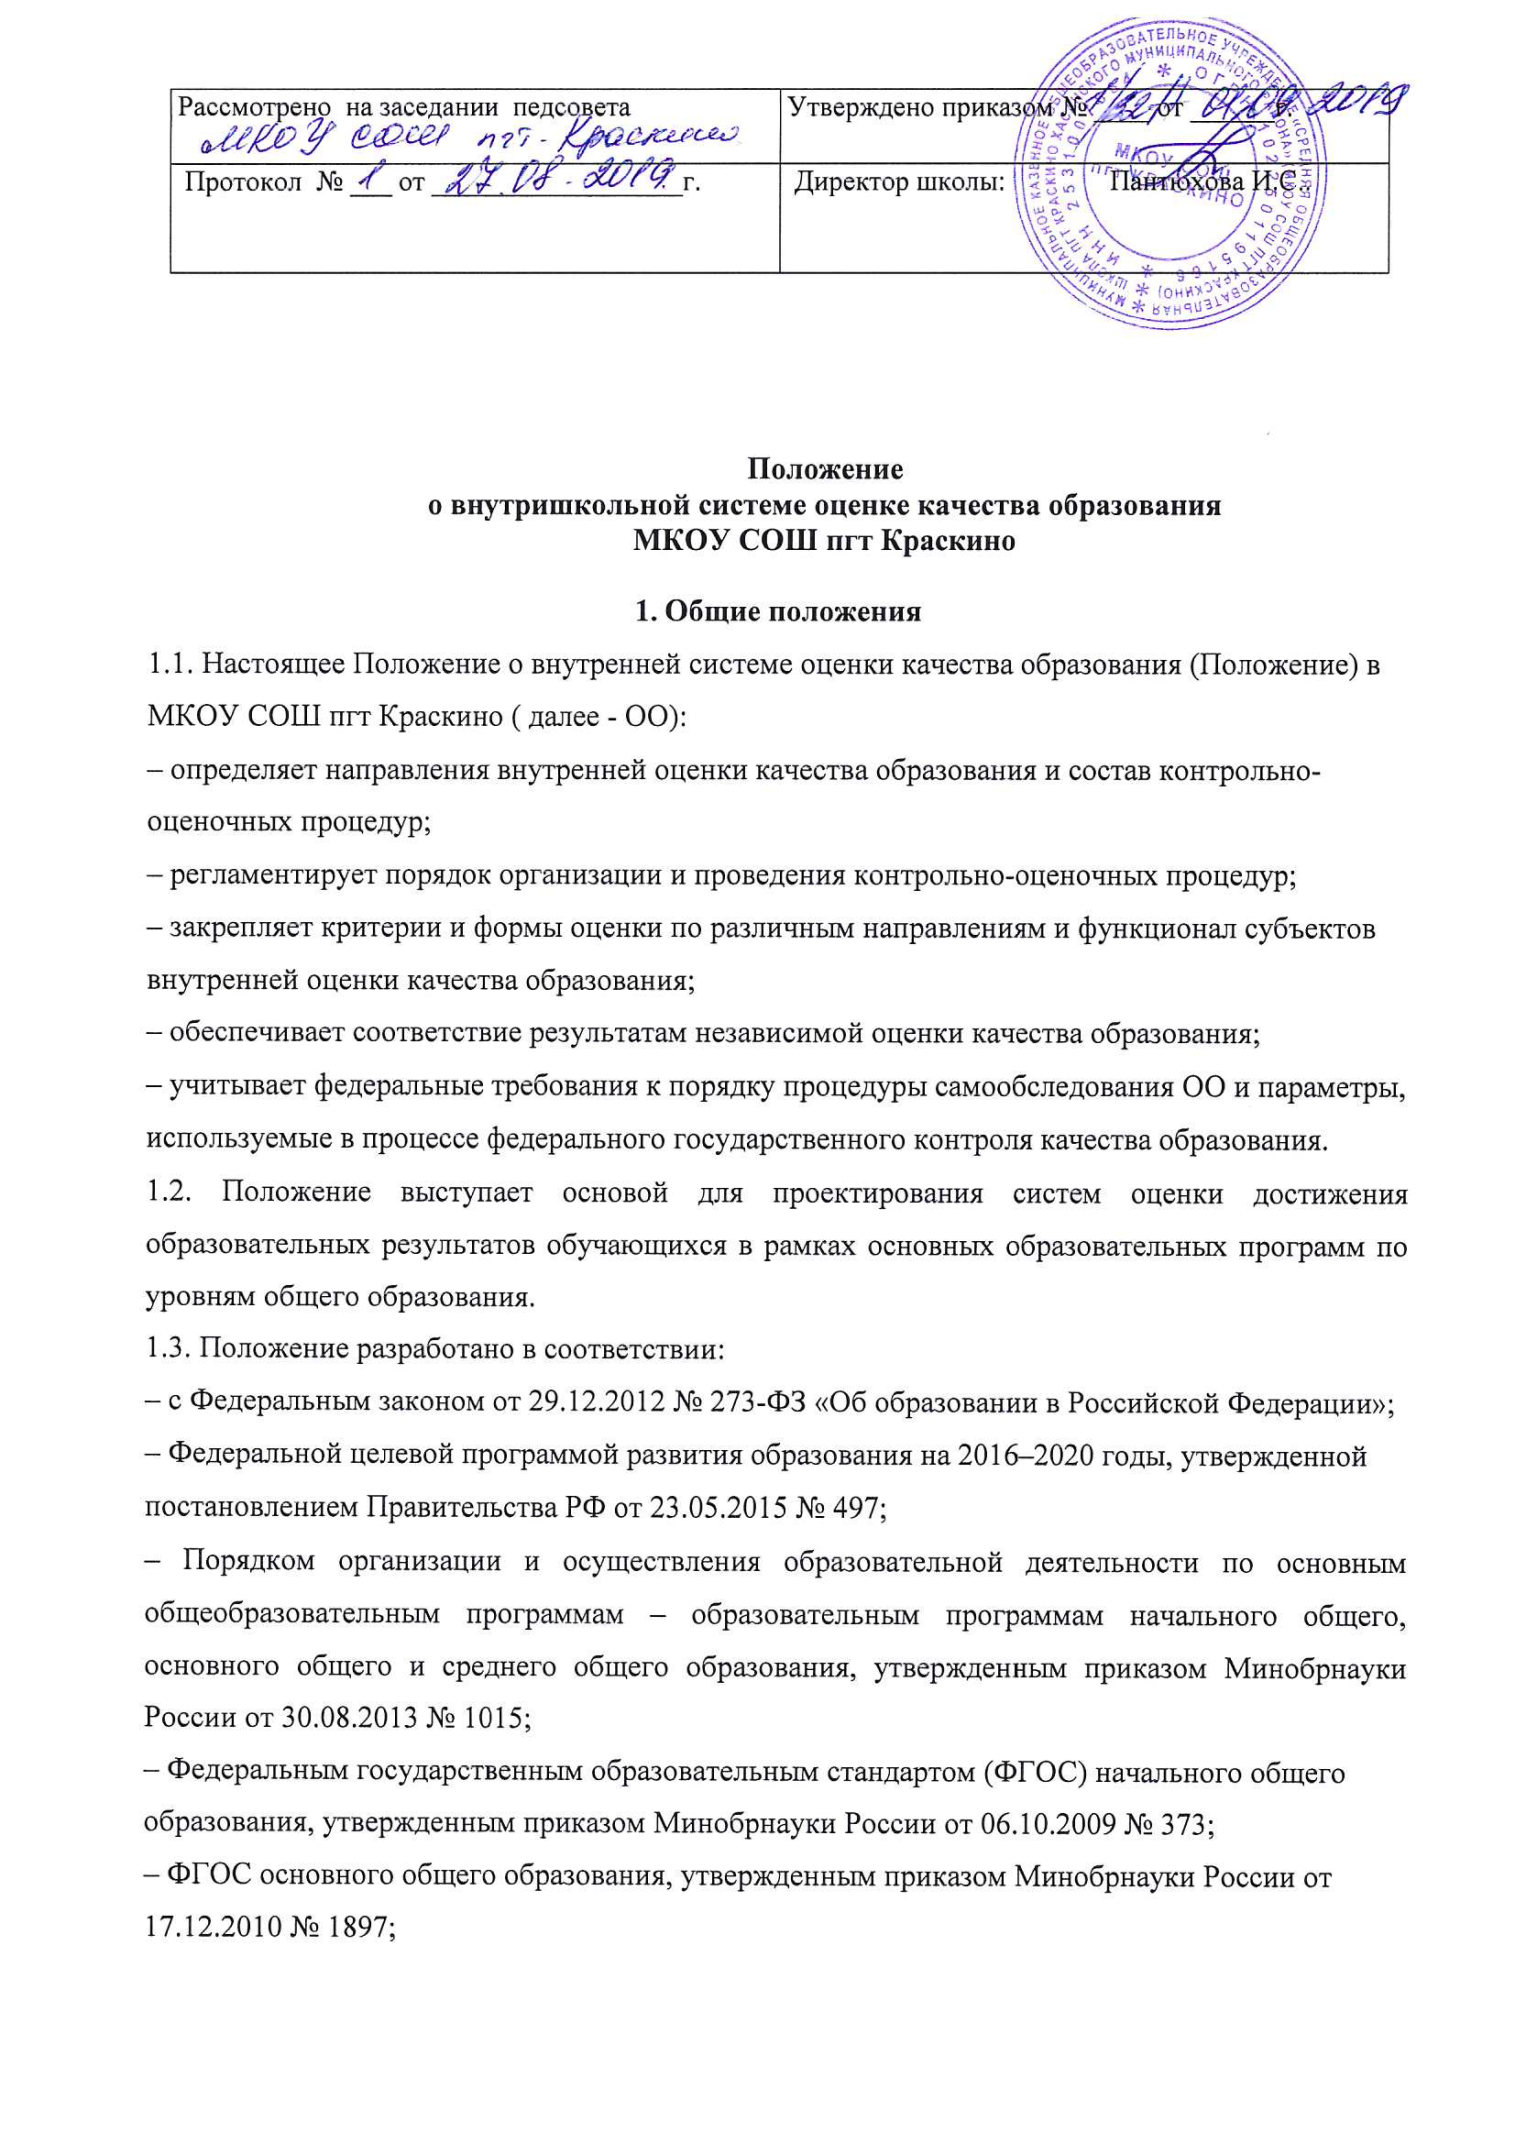 Рассмотрено на заседании педсовета
МКОУ СОШ пгт. Краскино
Протокол № 1 от 27.08.2019 г.
Утверждено приказом № от 01.09.2019 г.
Директор школы: Пантюхова И.С.
МКОУ СОШ
ПГТ КРАСКИНО
Положение
о внутришкольной системе оценке качества образования
МКОУ СОШ пгт Краскино
1. Общие положения
1.1. Настоящее Положение о внутренней системе оценки качества образования (Положение) в
МКОУ СОШ пгт Краскино ( далее - ОО):
– определяет направления внутренней оценки качества образования и состав контрольно-
оценочных процедур;
– регламентирует порядок организации и проведения контрольно-оценочных процедур;
– закрепляет критерии и формы оценки по различным направлениям и функционал субъектов
внутренней оценки качества образования;
– обеспечивает соответствие результатам независимой оценки качества образования;
– учитывает федеральные требования к порядку процедуры самообследования ОО и параметры,
используемые в процессе федерального государственного контроля качества образования.
1.2. Положение выступает основой для проектирования систем оценки достижения
образовательных результатов обучающихся в рамках основных образовательных программ по
уровням общего образования.
1.3. Положение разработано в соответствии:
– с Федеральным законом от 29.12.2012 № 273-ФЗ «Об образовании в Российской Федерации»;
– Федеральной целевой программой развития образования на 2016–2020 годы, утвержденной
постановлением Правительства РФ от 23.05.2015 № 497;
– Порядком организации и осуществления образовательной деятельности по основным
общеобразовательным программам – образовательным программам начального общего,
основного общего и среднего общего образования, утвержденным приказом Минобрнауки
России от 30.08.2013 № 1015;
– Федеральным государственным образовательным стандартом (ФГОС) начального общего
образования, утвержденным приказом Минобрнауки России от 06.10.2009 № 373;
– ФГОС основного общего образования, утвержденным приказом Минобрнауки России от
17.12.2010 № 1897;